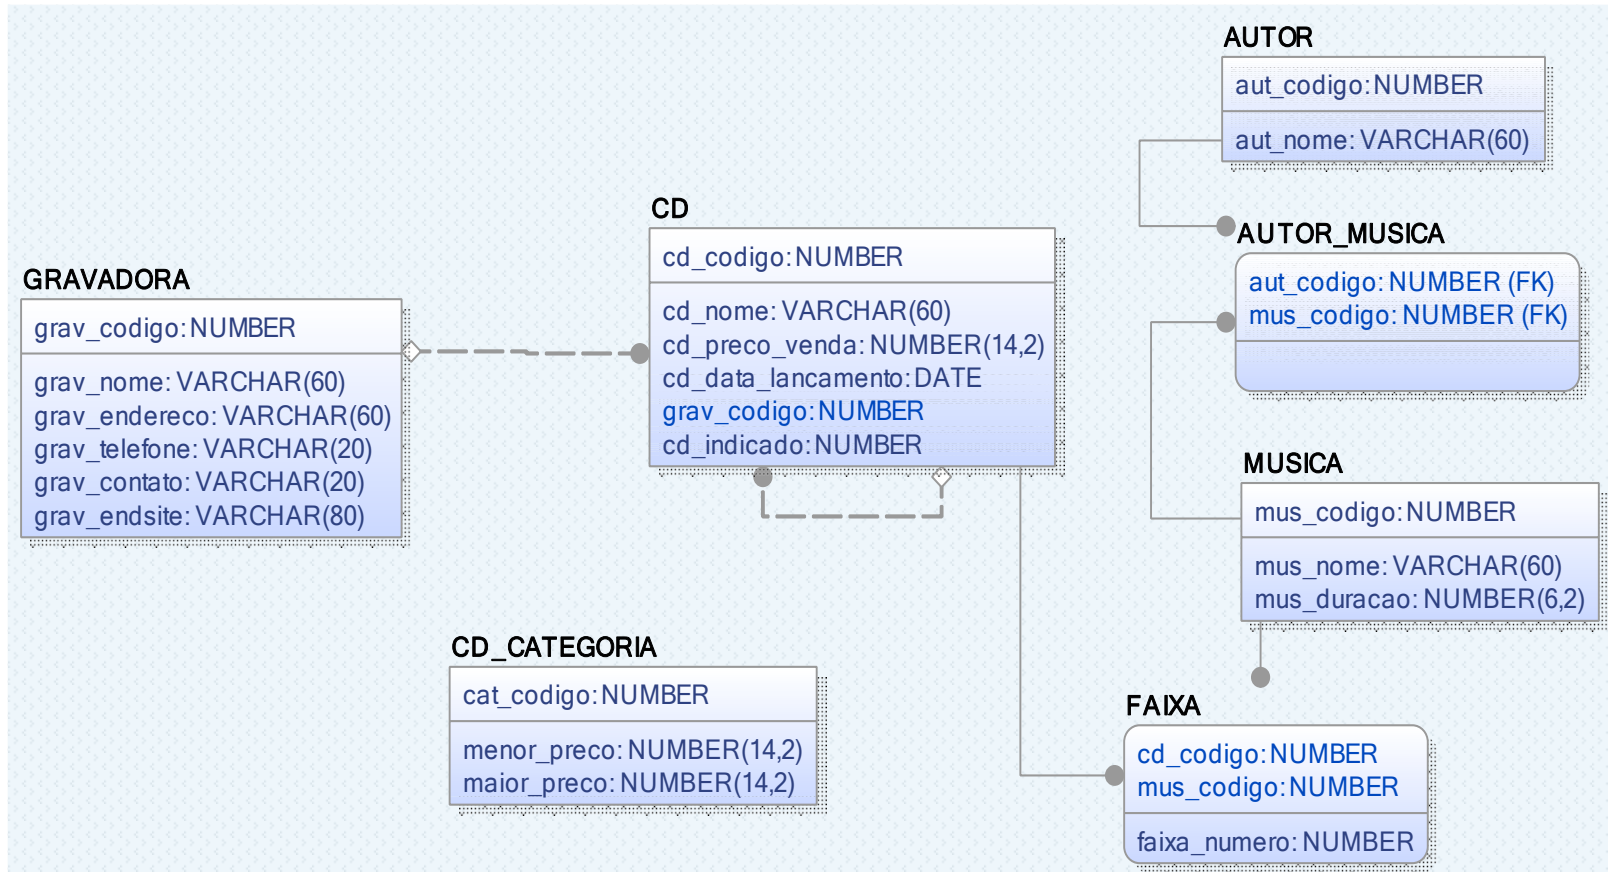 GRAVADORA
grav_codigo:NUMBER
grav_nome:VARCHAR(60)
grav_endereco:VARCHAR(60)
grav_telefone:VARCHAR(20)
grav_contato:VARCHAR(20)
grav_endsite:VARCHAR(80)
CD
cd_codigo:NUMBER
cd_nome:VARCHAR(60)
cd_preco_venda:NUMBER(14,2)
cd_data_lancamento:DATE
grav_codigo:NUMBER
cd_indicado:NUMBER
CD_CATEGORIA
cat_codigo:NUMBER
menor_preco:NUMBER(14,2)
maior_preco:NUMBER(14,2)
AUTOR
aut_codigo:NUMBER
aut_nome:VARCHAR(60)
AUTOR_MUSICA
aut_codigo:NUMBER (FK)
mus_codigo:NUMBER (FK)
MUSICA
mus_codigo:NUMBER
mus_nome:VARCHAR(60)
mus_duracao:NUMBER(6,2)
FAIXA
cd_codigo:NUMBER
mus_codigo:NUMBER
faixa_numero:NUMBER